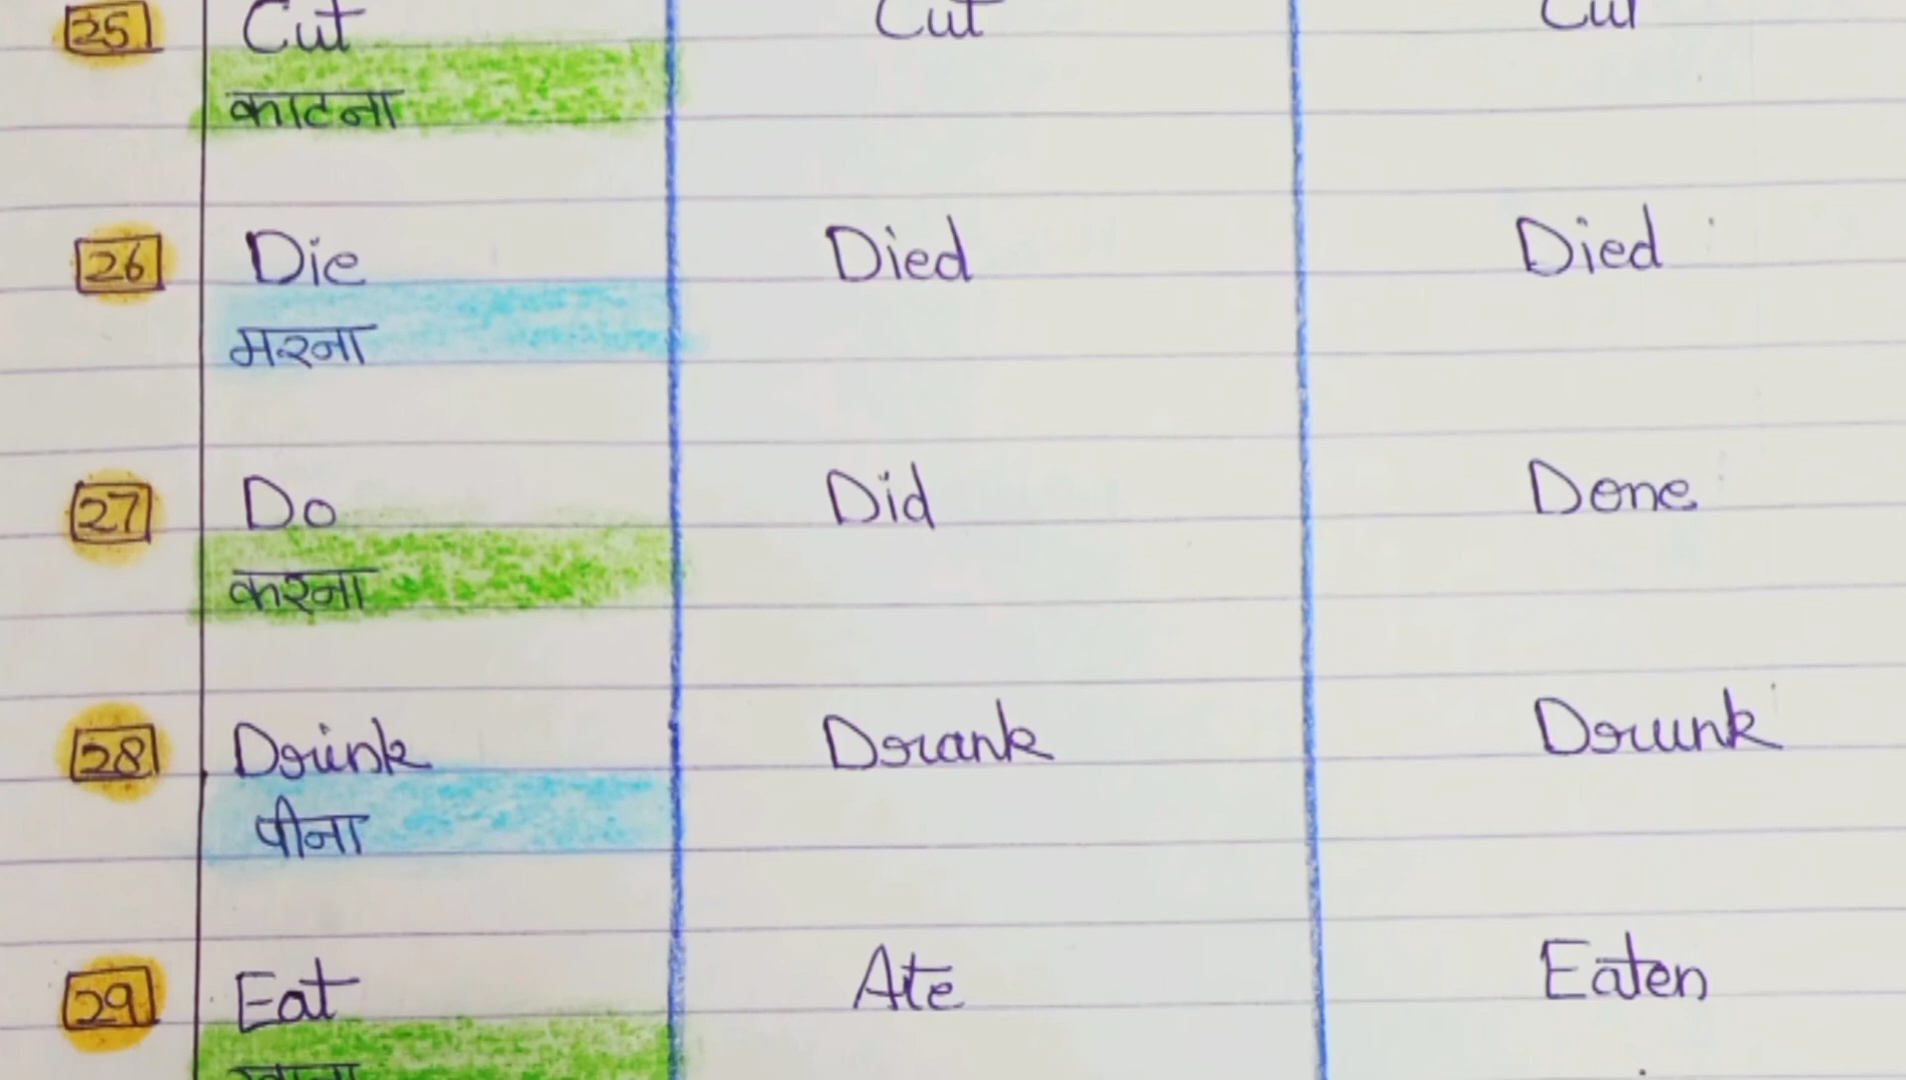 25 Cut Cut Cut
काटना
26 Die Died Died
मरना
27 Do Did Done
करना
28 Drink Drank Drunk
पीना
29 Eat Ate Eaten
खाना